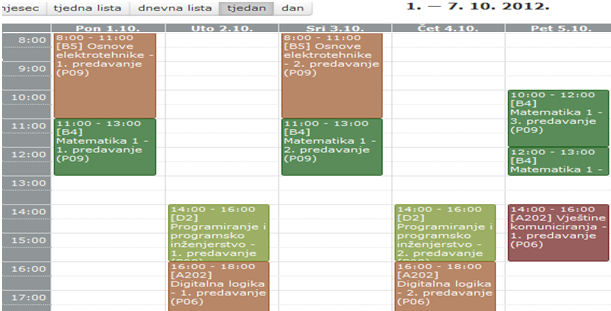 njesec tjedna lista dnevna lista tjedan dan
1. — 7. 10. 2012.
Pon 1.10. Uto 2.10. Sri 3.10. Čet 4.10. Pet 5.10.
8:00
9:00
10:00
11:00
12:00
13:00
14:00
15:00
16:00
17:00
8:00 - 11:00
[B5] Osnove
elektrotehnike -
1. predavanje
(P09)
11:00 - 13:00
[B4]
Matematika 1 -
1. predavanje
(P09)
14:00 - 16:00
[D2]
Programiranje i
programsko
inženjerstvo -
1. predavanje
16:00 - 18:00
[A202]
Digitalna logika
- 1. predavanje
(P06)
8:00 - 11:00
[B5] Osnove
elektrotehnike -
2. predavanje
(P09)
11:00 - 13:00
[B4]
Matematika 1 -
2. predavanje
(P09)
14:00 - 16:00
[D2]
Programiranje i
programsko
inženjerstvo -
2. predavanje
16:00 - 18:00
[A202]
Digitalna logika
- 2. predavanje
(P06)
10:00 - 12:00
[B4]
Matematika 1 -
3. predavanje
(P09)
12:00 - 13:00
[B4]
Matematika 1 -
14:00 - 16:00
[A202] Vještine
komuniciranja -
1. predavanje
(P06)